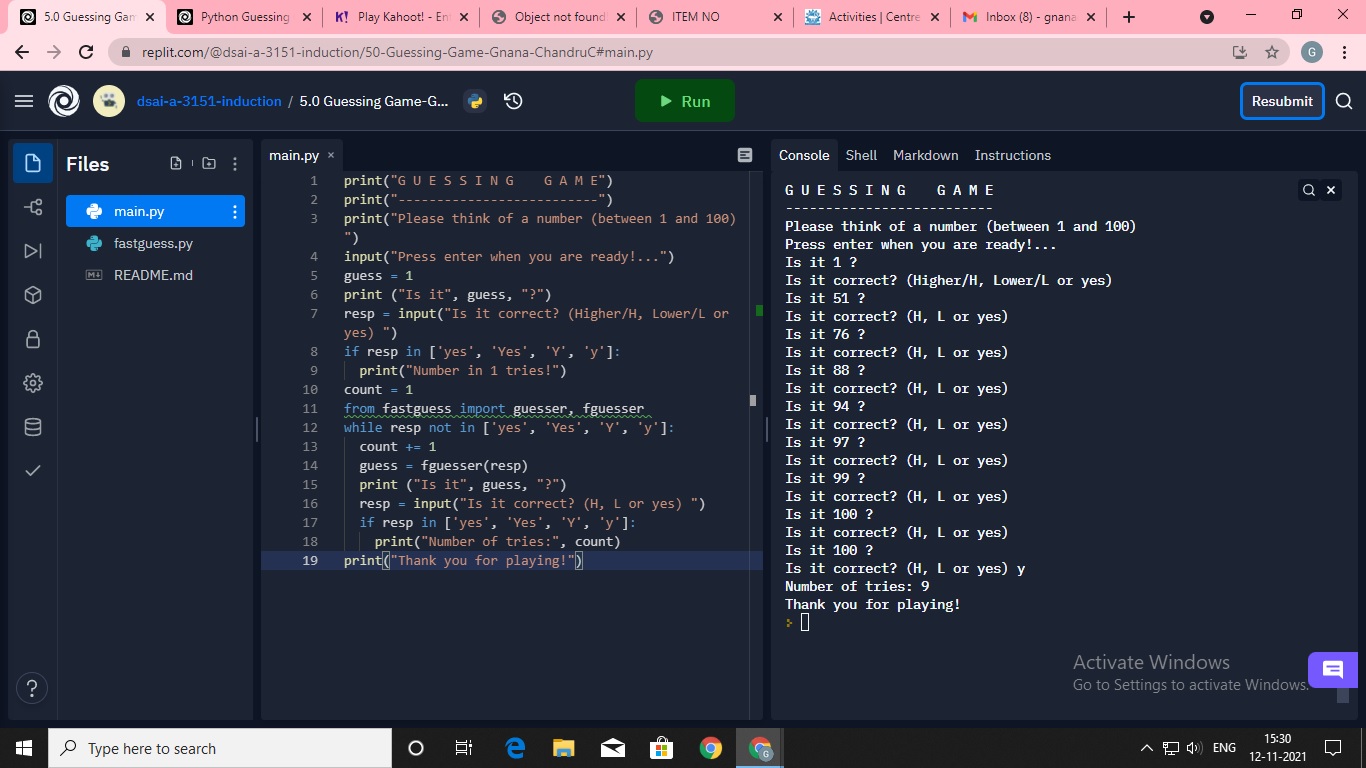 5.0 Guessing Gam
Python Guessing
K! Play Kahoot! - En
Object not found!
ITEM NO
Activities | Centre
Inbox (8) - gnana
replit.com/@dsai-a-3151-induction/50-Guessing-Game-Gnana-ChandruC#main.py
G
dsai-a-3151-induction / 5.0 Guessing Game-G...
Run
Resubmit
Files
main.py
fastguess.py
README.md
main.py
1 print("G U E S S I N G    G A M E")
2 print("--------------------------")
3 print("Please think of a number (between 1 and 100)
")
4 input("Press enter when you are ready!...")
5 guess = 1
6 print ("Is it", guess, "?")
7 resp = input("Is it correct? (Higher/H, Lower/L or
yes) ")
8 if resp in ['yes', 'Yes', 'Y', 'y']:
9   print("Number in 1 tries!")
10 count = 1
11 from fastguess import guesser, fguesser
12 while resp not in ['yes', 'Yes', 'Y', 'y']:
13   count += 1
14   guess = fguesser(resp)
15   print ("Is it", guess, "?")
16   resp = input("Is it correct? (H, L or yes) ")
17   if resp in ['yes', 'Yes', 'Y', 'y']:
18     print("Number of tries:", count)
19 print("Thank you for playing!")
Console Shell Markdown Instructions
G U E S S I N G    G A M E
--------------------------
Please think of a number (between 1 and 100)
Press enter when you are ready!...
Is it 1 ?
Is it correct? (Higher/H, Lower/L or yes)
Is it 51 ?
Is it correct? (H, L or yes)
Is it 76 ?
Is it correct? (H, L or yes)
Is it 88 ?
Is it correct? (H, L or yes)
Is it 94 ?
Is it correct? (H, L or yes)
Is it 97 ?
Is it correct? (H, L or yes)
Is it 99 ?
Is it correct? (H, L or yes)
Is it 100 ?
Is it correct? (H, L or yes)
Is it 100 ?
Is it correct? (H, L or yes) y
Number of tries: 9
Thank you for playing!
Activate Windows
Go to Settings to activate Windows.
?
Type here to search
ENG
15:30
12-11-2021